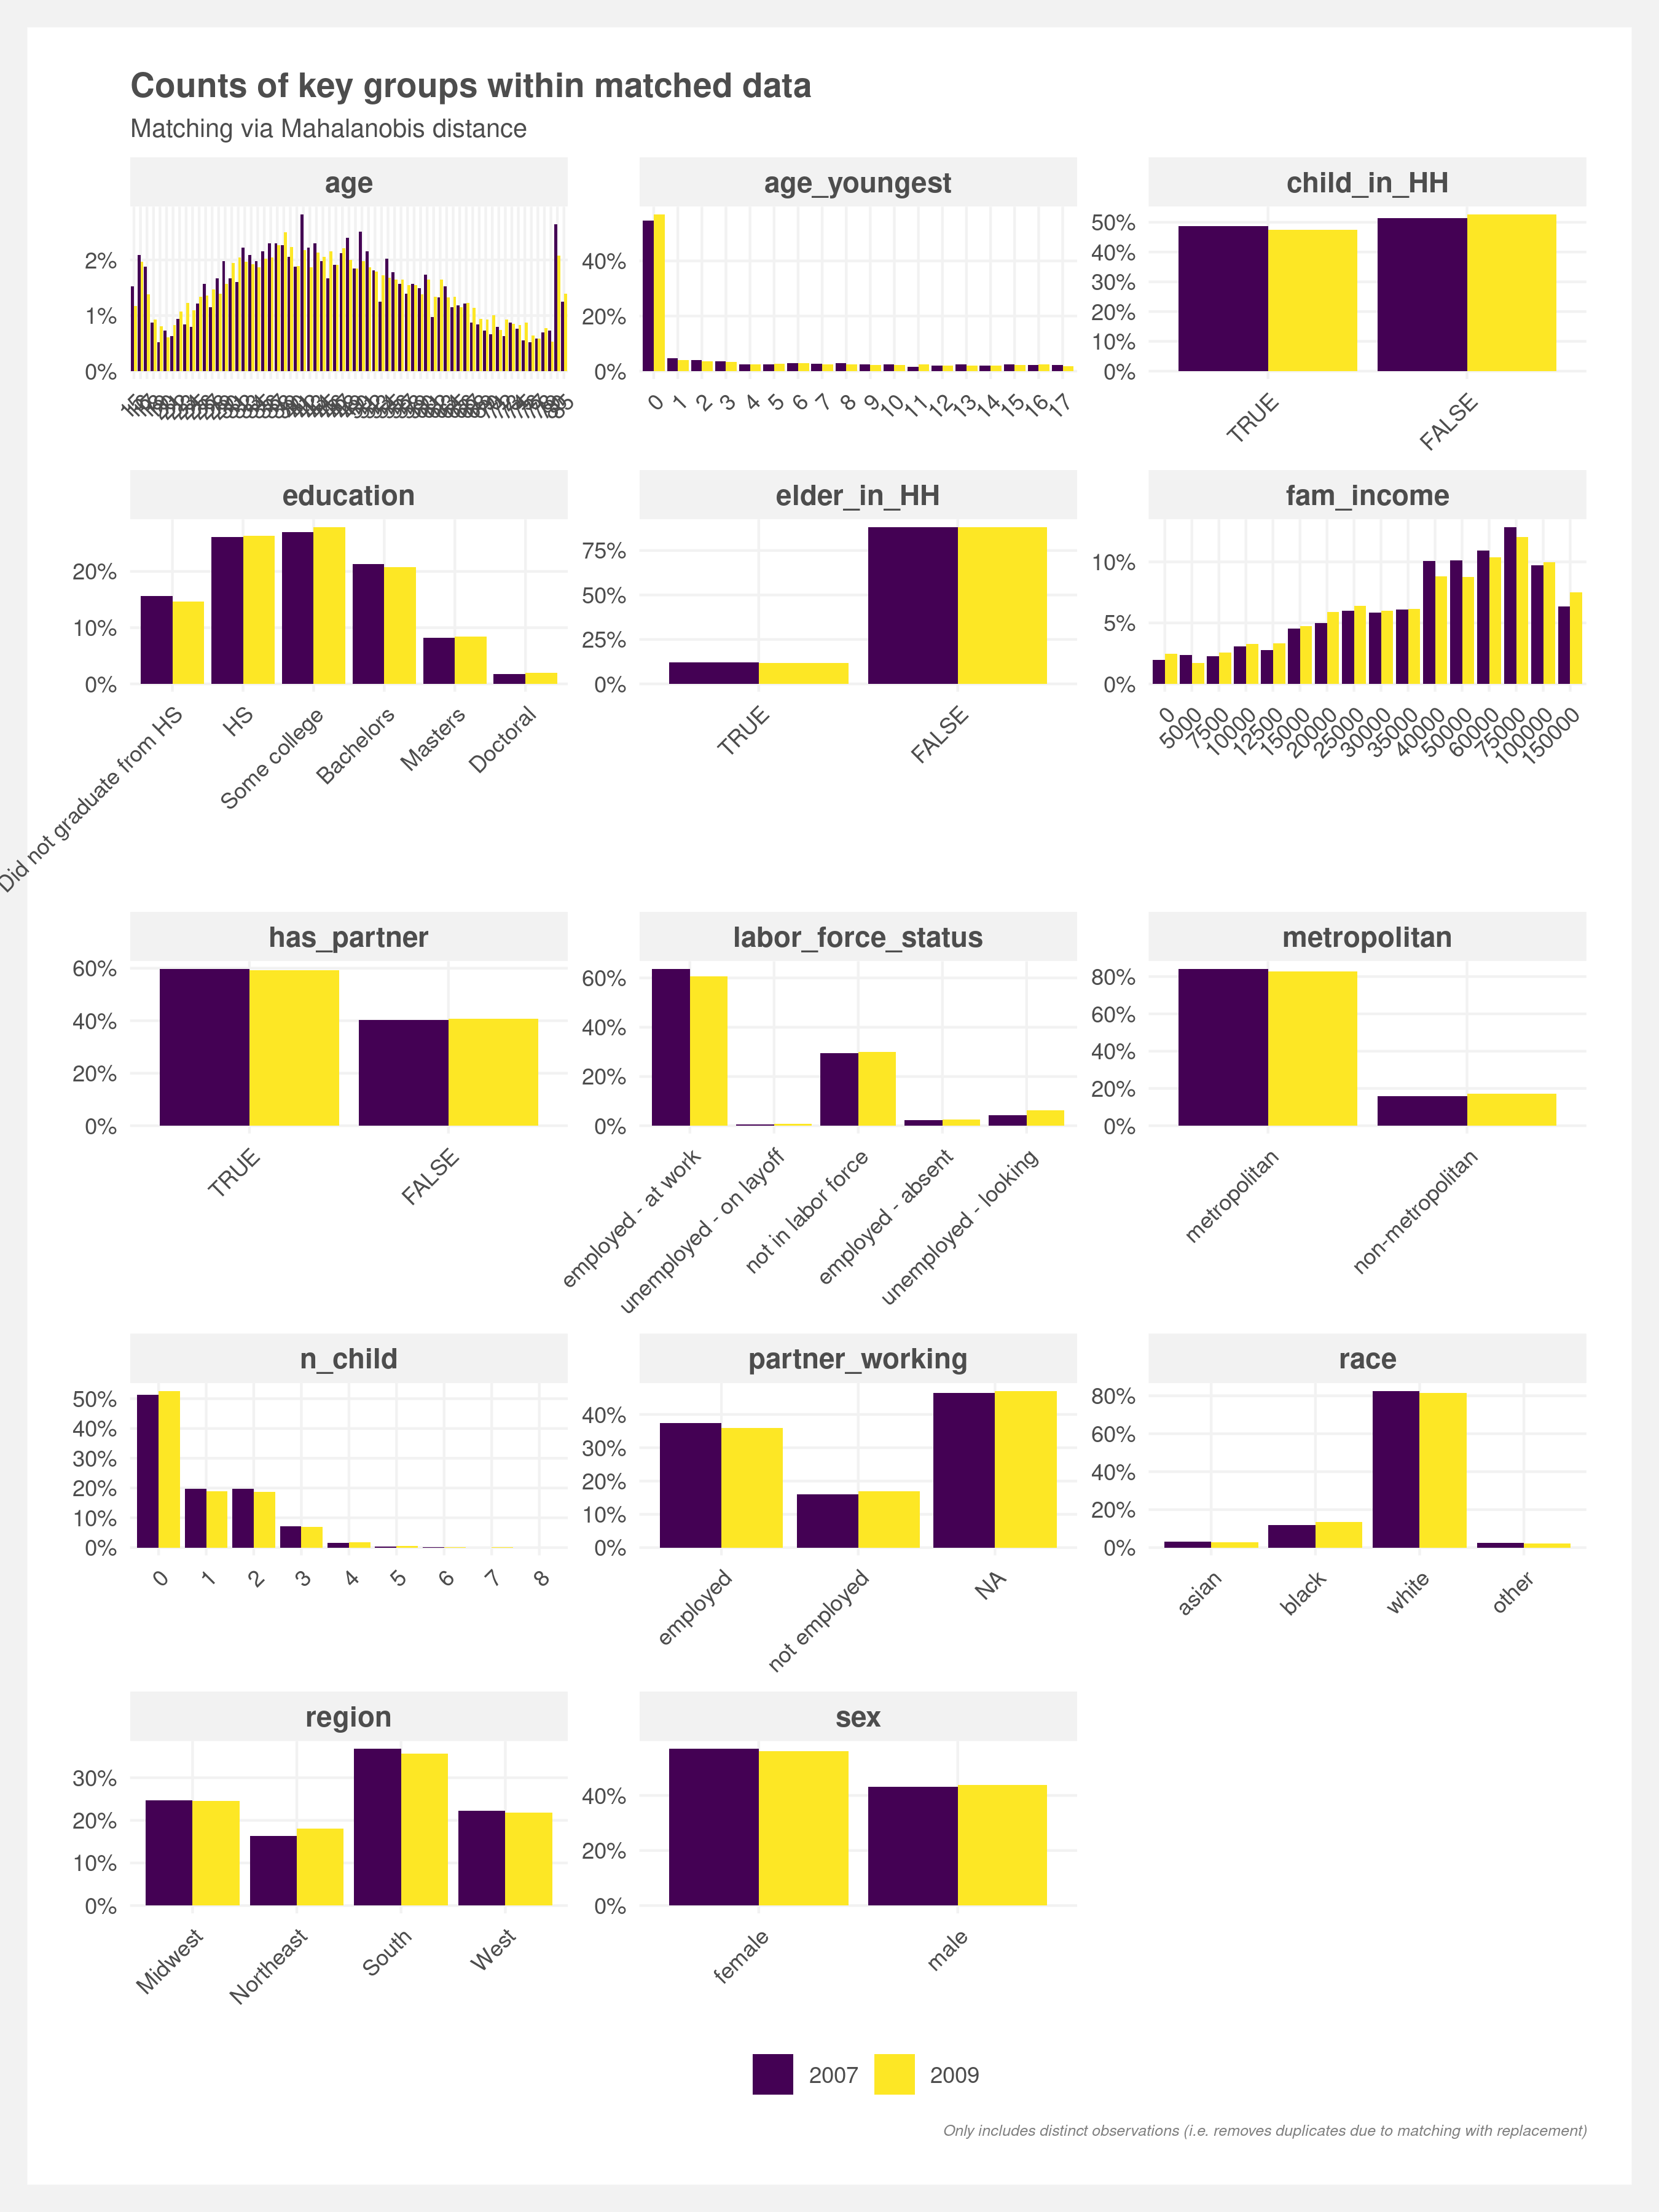 Counts of key groups within matched data
Matching via Mahalanobis distance
age
2%
1%
0%
age_youngest
40%
20%
0%
0 1 2 3 4 5 6 7 8 9 10 11 12 13 14 15 16 17
child_in_HH
50%
40%
30%
20%
10%
0%
TRUE FALSE
education
20%
10%
0%
Did not graduate from HS HS Some college Bachelors Masters Doctoral
elder_in_HH
75%
50%
25%
0%
TRUE FALSE
fam_income
10%
5%
0%
0 5000 7500 10000 12500 15000 20000 25000 30000 35000 40000 50000 60000 75000 100000 150000
has_partner
60%
40%
20%
0%
TRUE FALSE
labor_force_status
60%
40%
20%
0%
employed - at work unemployed - on layoff not in labor force employed - absent unemployed - looking
metropolitan
80%
60%
40%
20%
0%
metropolitan non-metropolitan
n_child
50%
40%
30%
20%
10%
0%
0 1 2 3 4 5 6 7 8
partner_working
40%
30%
20%
10%
0%
employed not employed NA
race
80%
60%
40%
20%
0%
asian black white other
region
30%
20%
10%
0%
Midwest Northeast South West
sex
40%
20%
0%
female male
2007 2009
Only includes distinct observations (i.e. removes duplicates due to matching with replacement)